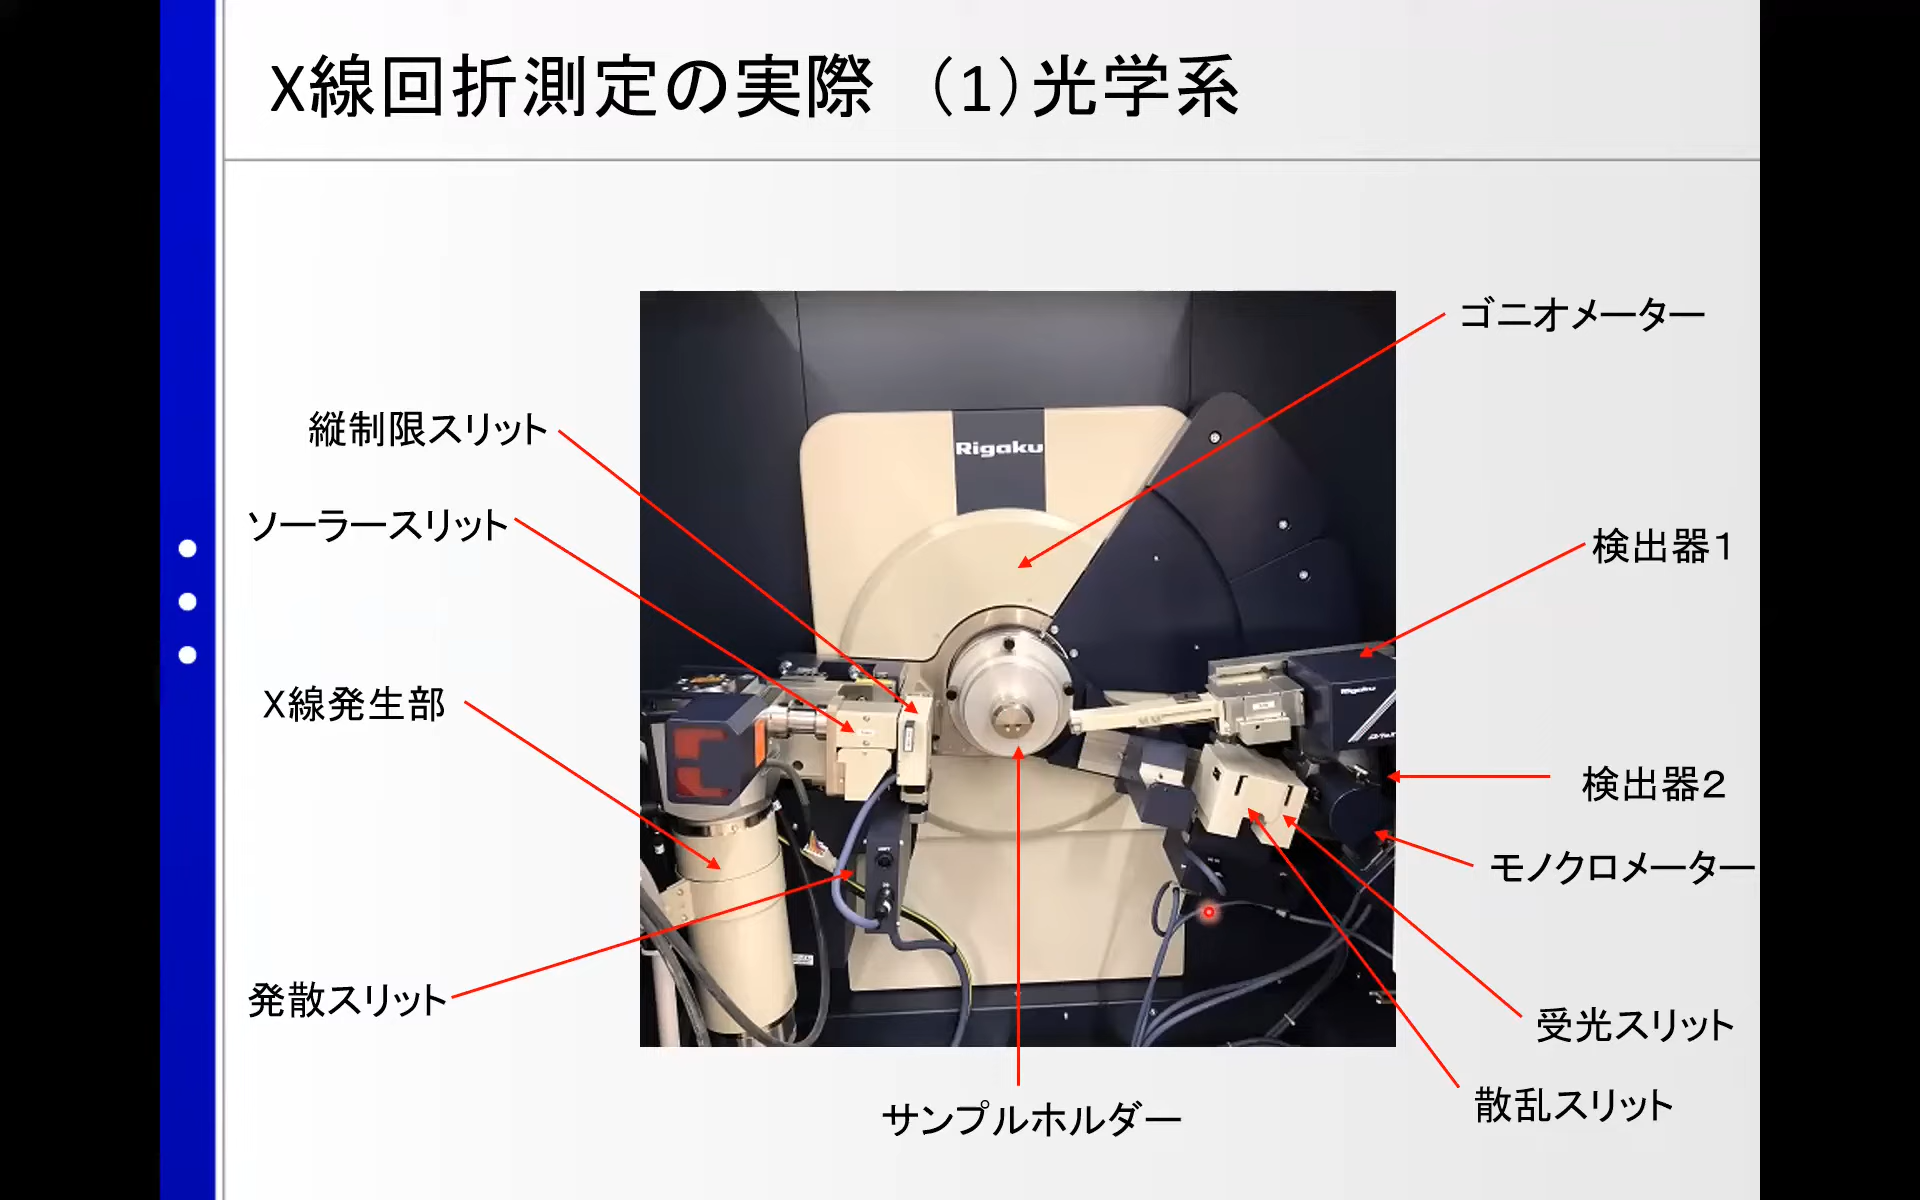 X線回折測定の実際　(1)光学系
ゴニオメーター
縦制限スリット
Rigaku
ソーラースリット
検出器1
X線発生部
Rigaku
検出器2
モノクロメーター
発散スリット
受光スリット
散乱スリット
サンプルホルダー